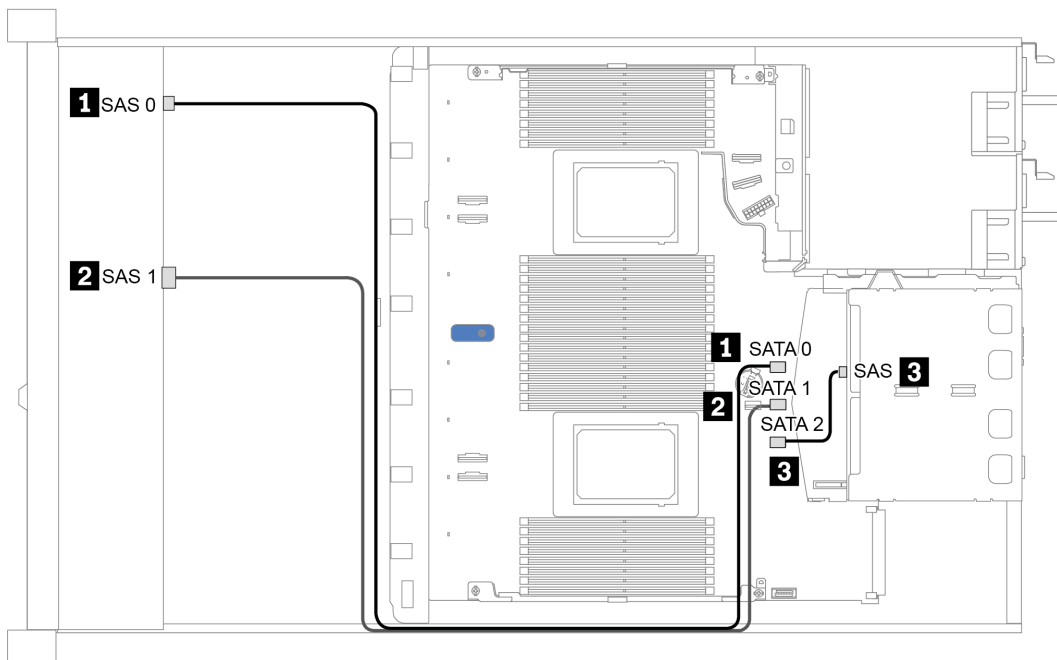 1 SAS 0
2 SAS 1
1 SATA 0
SAS 3
2 SATA 1
SATA 2
3